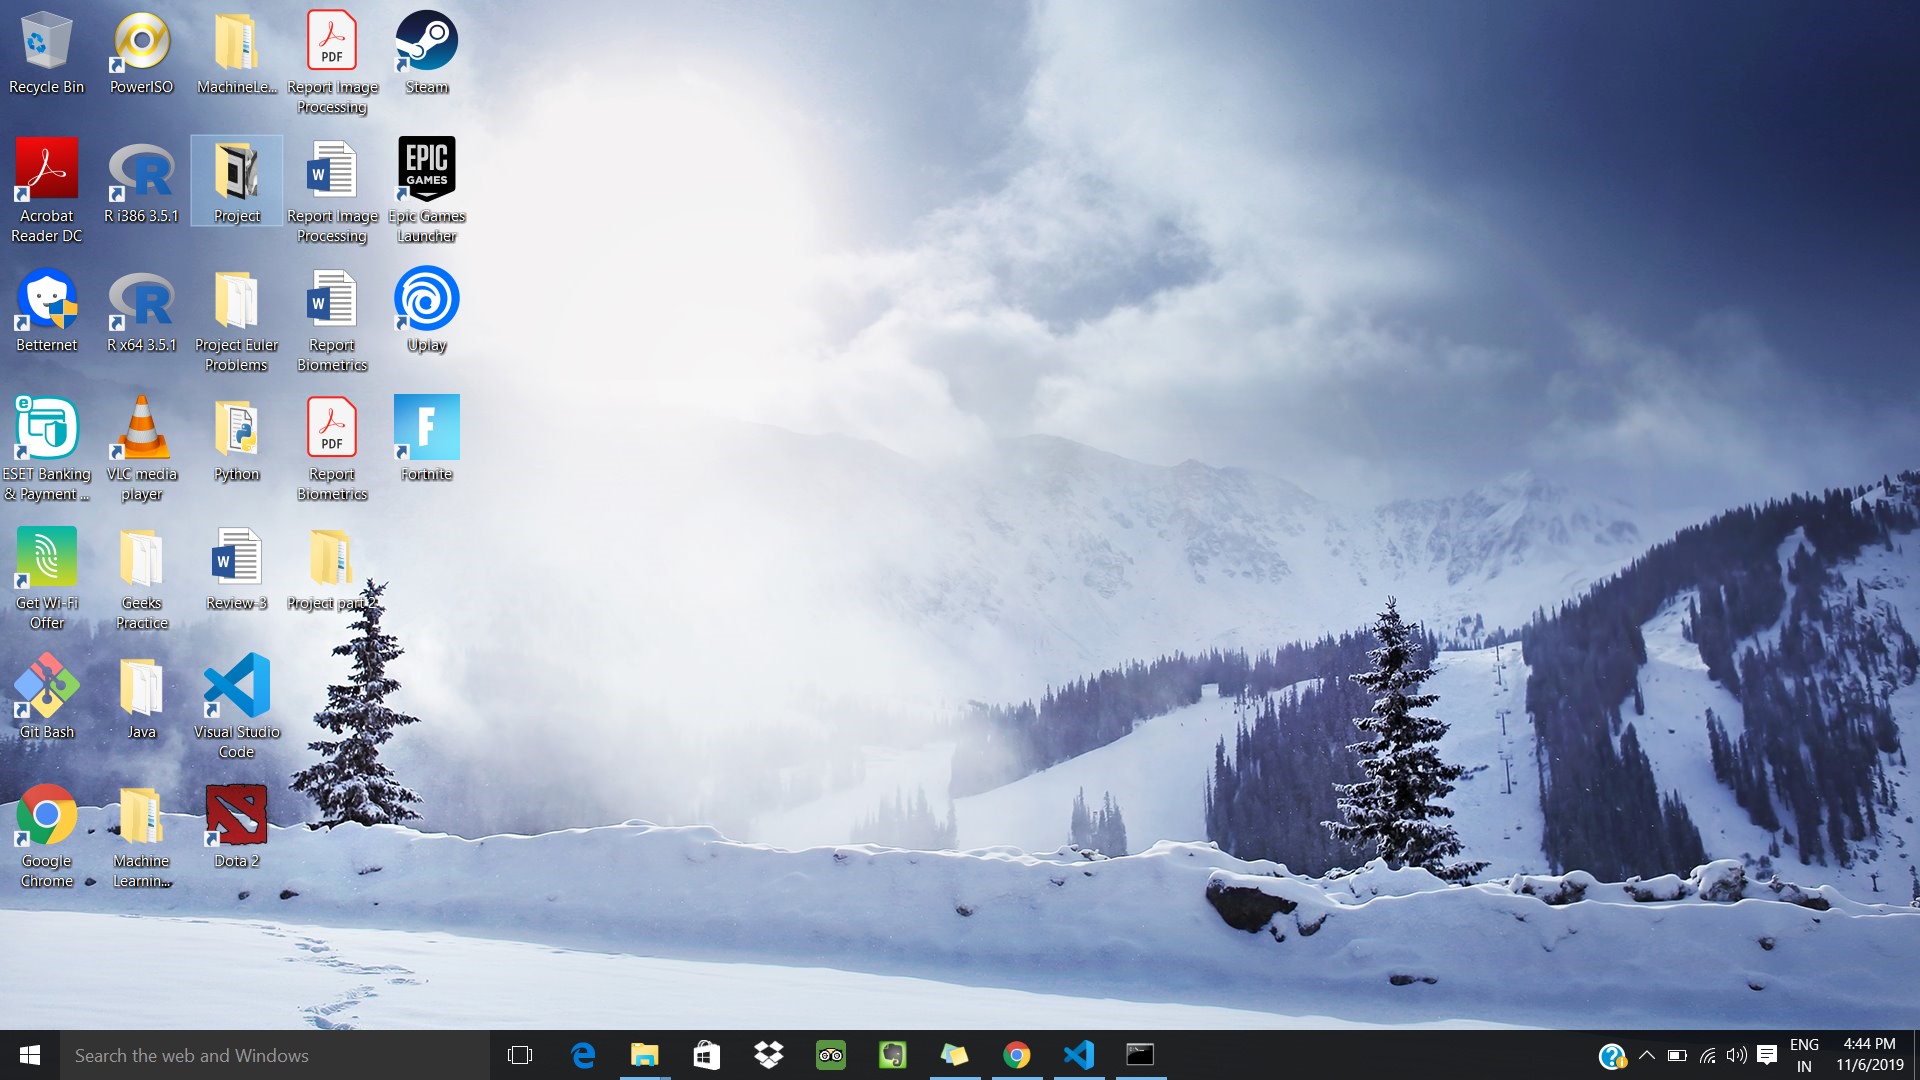 Recycle Bin
PowerISO
MachineLe...
PDF
Report Image
Processing
Steam
Acrobat
Reader DC
R
R i386 3.5.1
Project
W
Report Image
Processing
EPIC
GAMES
Epic Games
Launcher
Betternet
R
R x64 3.5.1
Project Euler
Problems
W
Report
Biometrics
Uplay
e
ESET Banking
& Payment ...
VLC media
player
Python
PDF
Report
Biometrics
F
Fortnite
Get Wi-Fi
Offer
Geeks
Practice
W
Review-3
Project part 2
Git Bash
Java
Visual Studio
Code
Google
Chrome
Machine
Learnin...
Dota 2
Search the web and Windows
ENG
IN
4:44 PM
11/6/2019